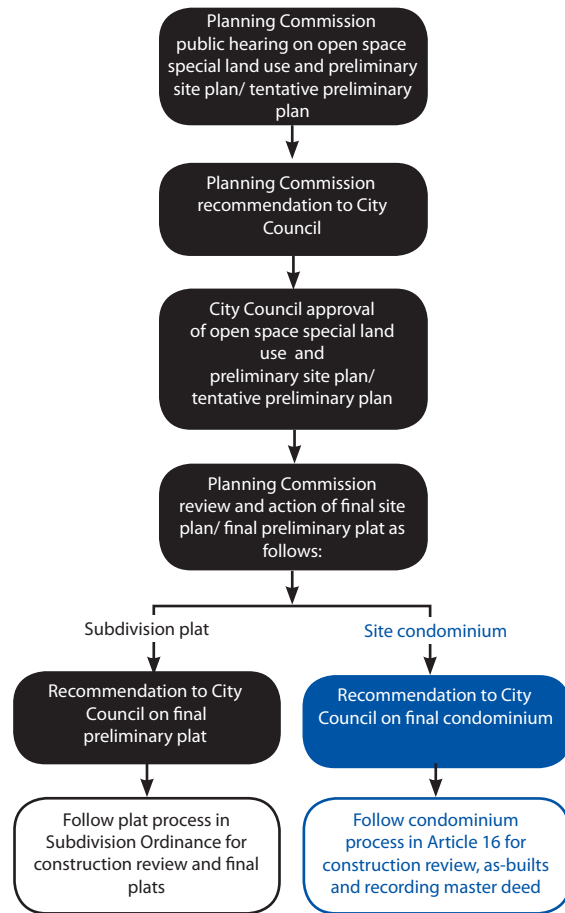 Planning Commission
public hearing on open space
special land use and preliminary
site plan/ tentative preliminary
plan
Planning Commission
recommendation to City
Council
City Council approval
of open space special land
use and
preliminary site plan/
tentative preliminary plan
Planning Commission
review and action of final site
plan/ final preliminary plat as
follows:
Subdivision plat
Site condominium
Recommendation to City
Council on final
preliminary plat
Recommendation to City
Council on final condominium
Follow plat process in
Subdivision Ordinance for
construction review and final
plats
Follow condominium
process in Article 16 for
construction review, as-builts
and recording master deed